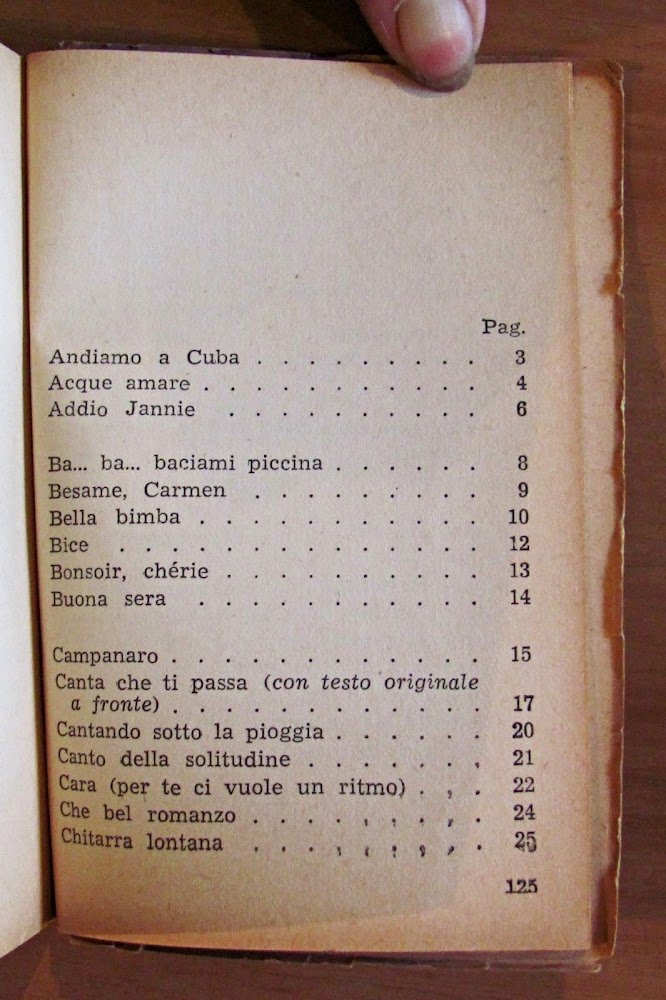 Pag.
Andiamo a Cuba . . . . . . . . . 3
Acque amare . . . . . . . . . . . 4
Addio Jannie . . . . . . . . . . 6
Ba... ba... baciami piccina . . . . . . 8
Besame, Carmen . . . . . . . . . 9
Bella bimba . . . . . . . . . . . 10
Bice . . . . . . . . . . . . . . 12
Bonsoir, chérie . . . . . . . . . . 13
Buona sera . . . . . . . . . . . 14
Campanaro . . . . . . . . . . . . 15
Canta che ti passa (con testo originale
a fronte) . . . . . . . . . . . . 17
Cantando sotto la pioggia . . . . . . 20
Canto della solitudine . . . . . . . 21
Cara (per te ci vuole un ritmo) . . . 22
Che bel romanzo . . . . . . . . . 24
Chitarra lontana . . . . . . . . . 25
125